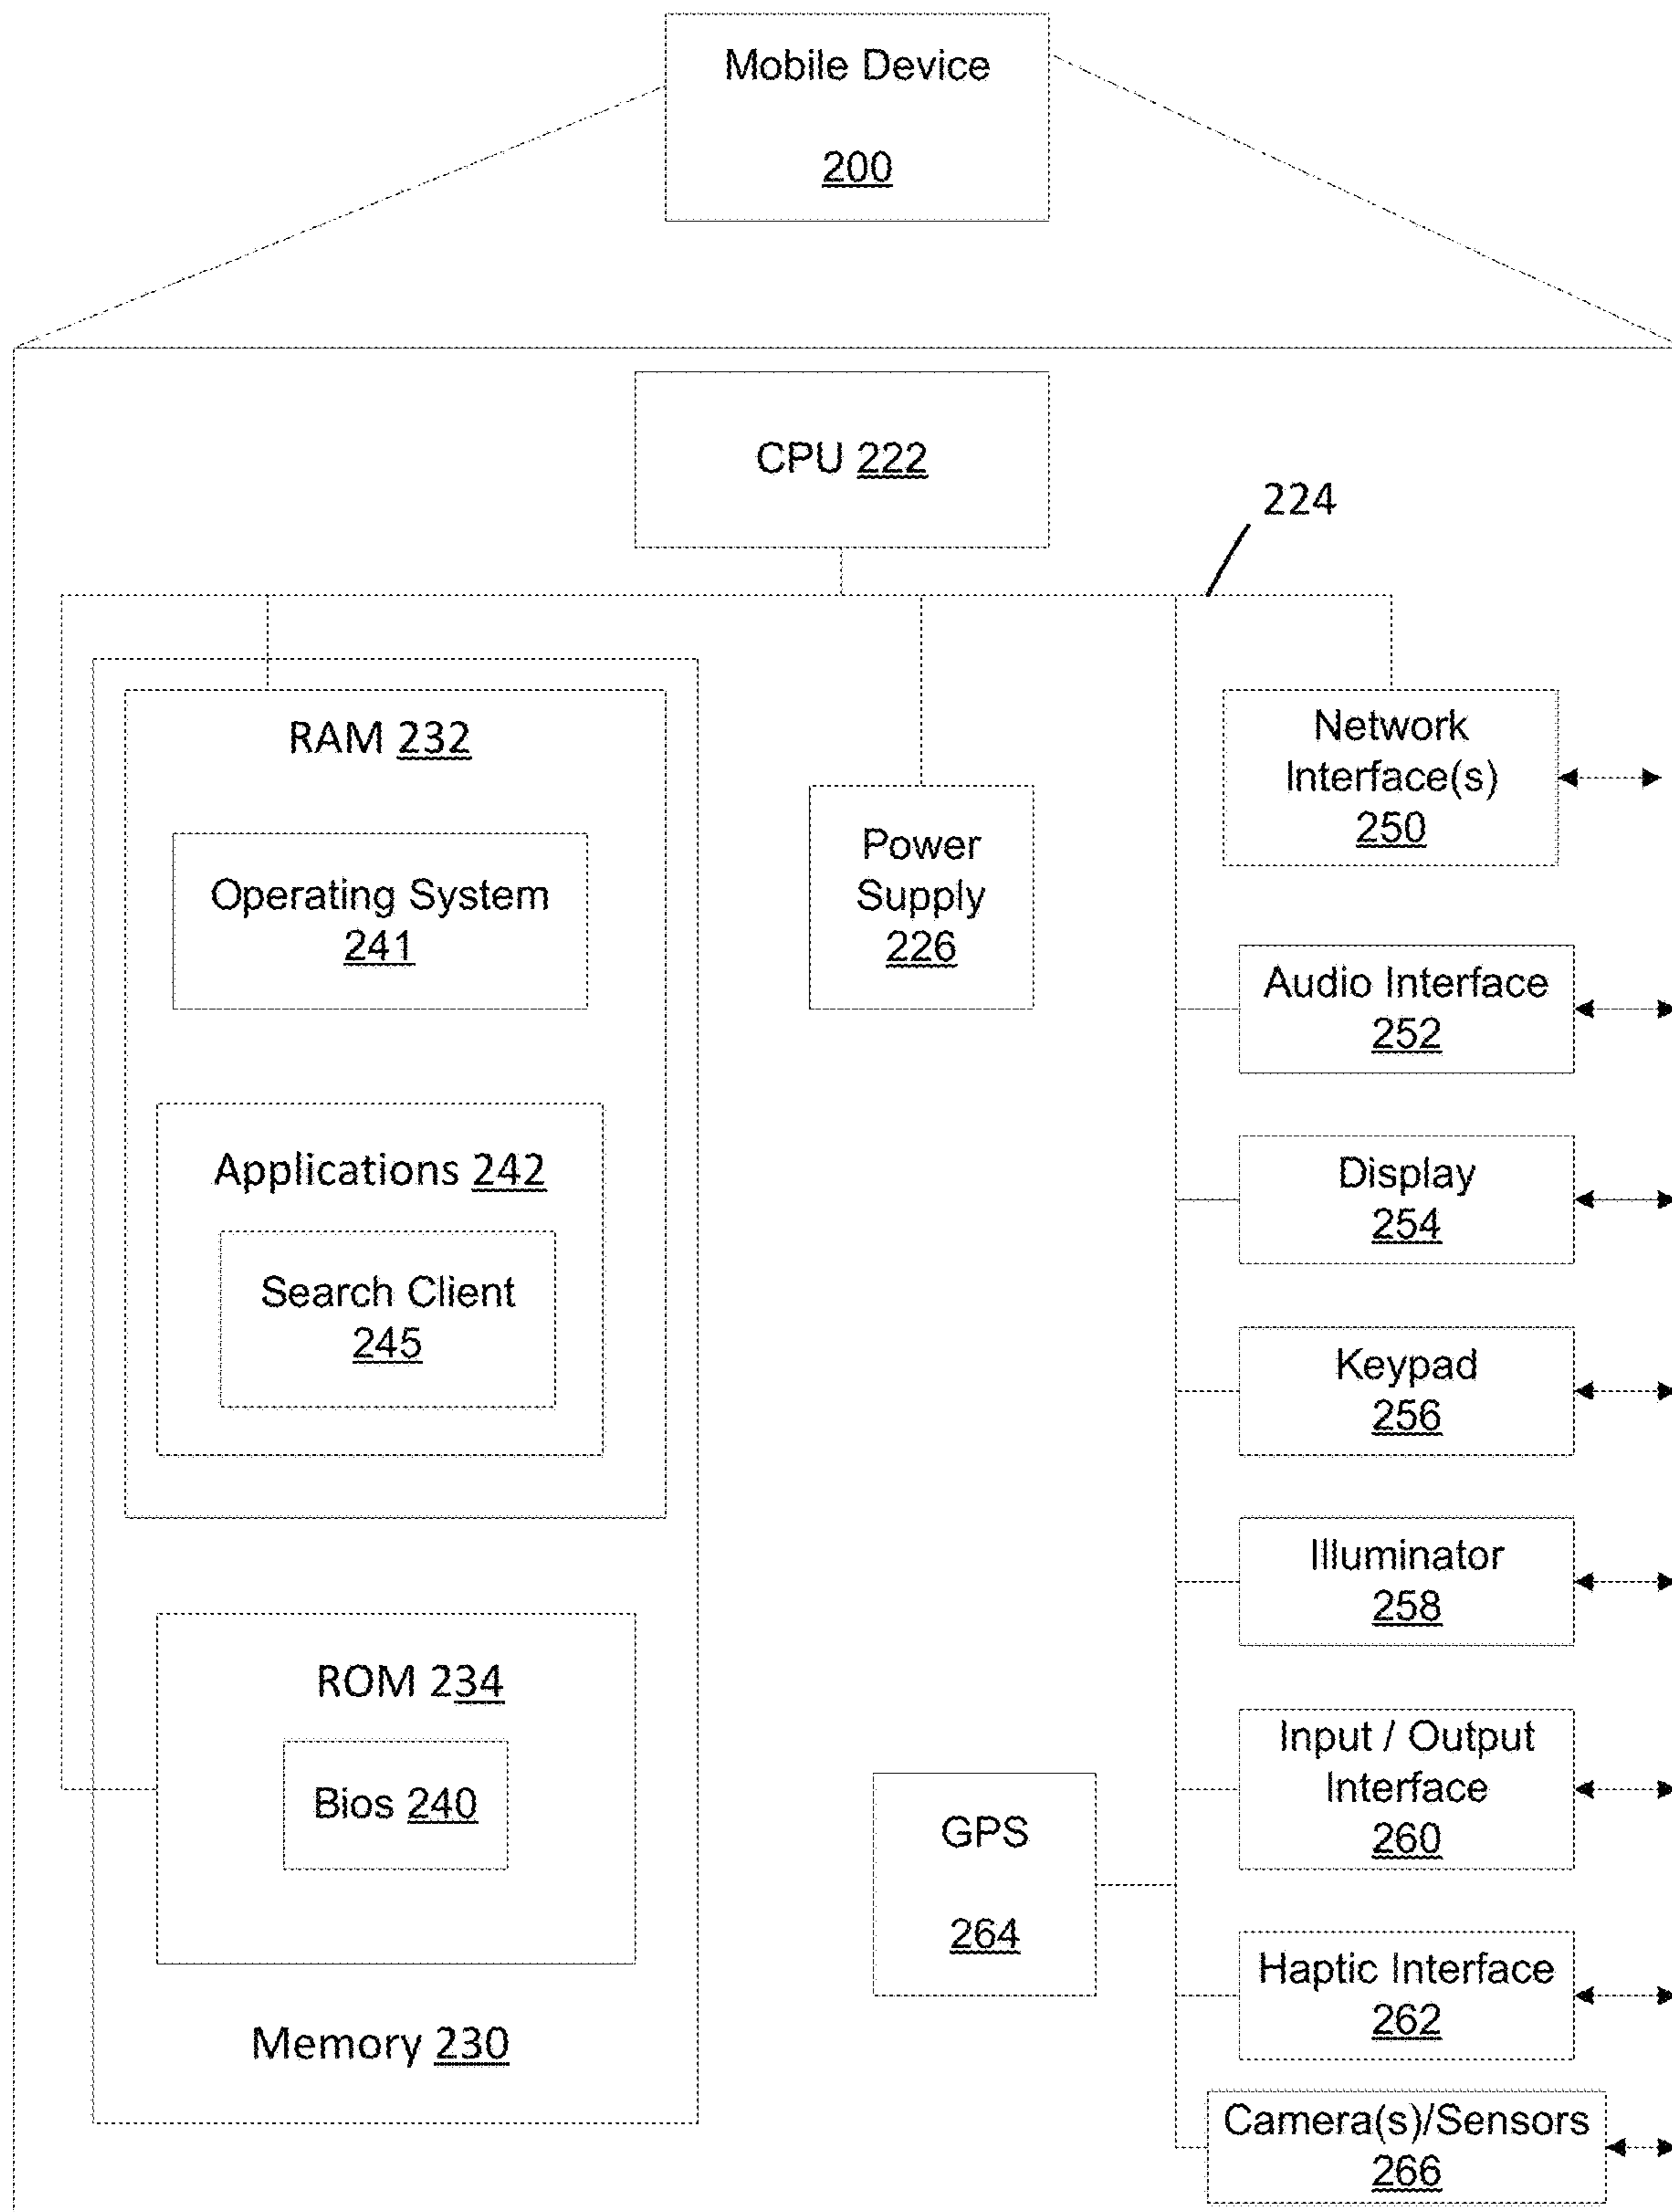 Mobile Device
200
CPU 222
224
RAM 232
Operating System
241
Applications 242
Search Client
245
ROM 234
Bios 240
Memory 230
Power
Supply
226
GPS
264
Network
Interface(s)
250
Audio Interface
252
Display
254
Keypad
256
Illuminator
258
Input / Output
Interface
260
Haptic Interface
262
Camera(s)/Sensors
266